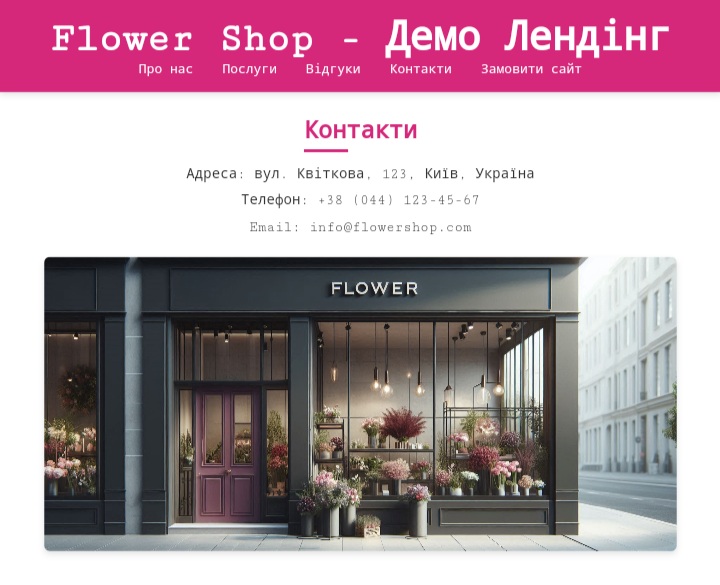 Flower Shop - Демо Лендінг
Про нас Послуги Відгуки Контакти Замовити сайт
Контакти
Адреса: вул. Квіткова, 123, Київ, Україна
Телефон: +38 (044) 123-45-67
Email: info@flowershop.com
FLOWER